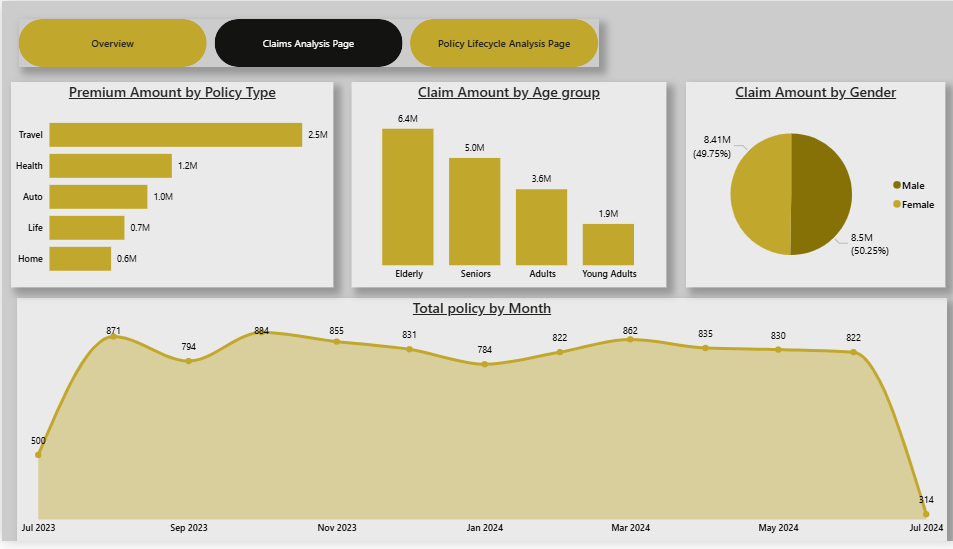 Overview
Claims Analysis Page
Policy Lifecycle Analysis Page
Premium Amount by Policy Type
Travel 2.5M
Health 1.2M
Auto 1.0M
Life 0.7M
Home 0.6M
Claim Amount by Age group
6.4M
5.0M
3.6M
1.9M
Elderly Seniors Adults Young Adults
Claim Amount by Gender
8.41M
(49.75%)
8.5M
(50.25%)
Male
Female
Total policy by Month
500 871 794 884 855 831 784 822 862 835 830 822 314
Jul 2023 Sep 2023 Nov 2023 Jan 2024 Mar 2024 May 2024 Jul 2024